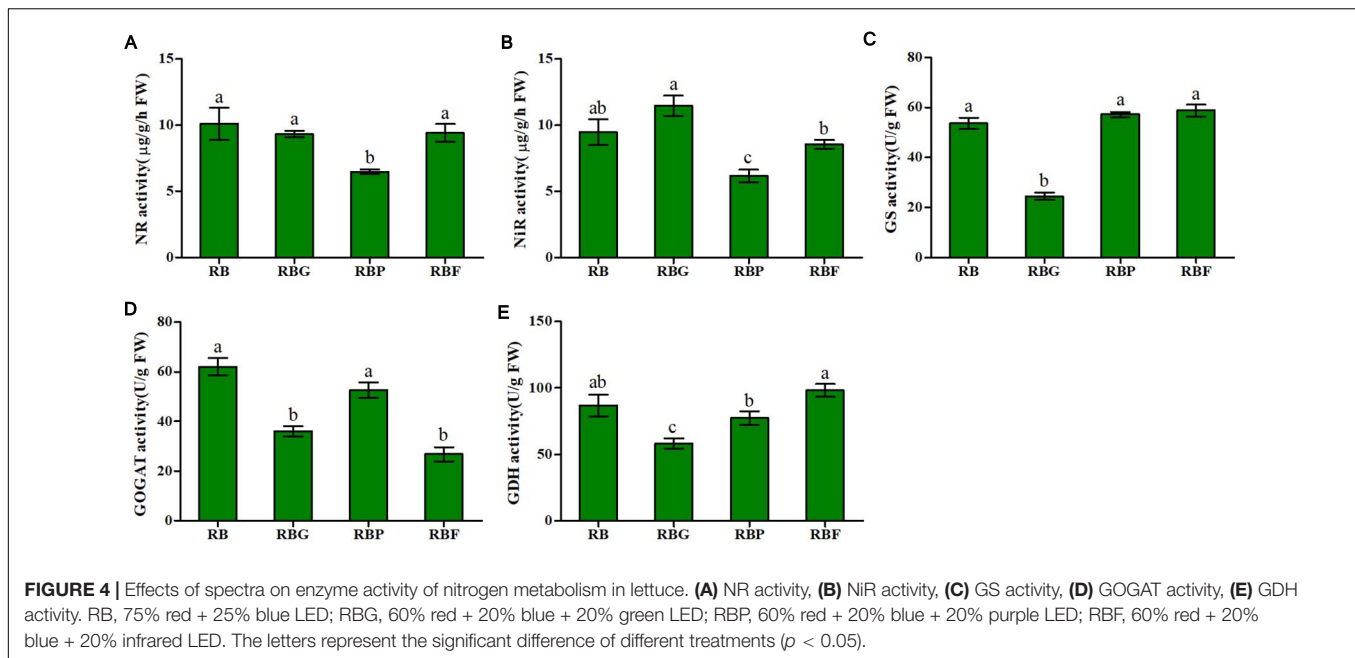 A
NR activity( μg/g/h FW)
15
10
5
0
a
a
b
a
RB RBG RBP RBF
B
NiR activity( μg/g/h FW)
15
10
5
0
ab
a
c
b
RB RBG RBP RBF
C
GS activity(U/g FW)
80
60
40
20
0
a
b
a
a
RB RBG RBP RBF
D
GOGAT activity(U/g FW)
80
60
40
20
0
a
b
a
b
RB RBG RBP RBF
E
GDH activity(U/g FW)
150
100
50
0
ab
c
b
a
RB RBG RBP RBF
FIGURE 4 | Effects of spectra on enzyme activity of nitrogen metabolism in lettuce. (A) NR activity, (B) NiR activity, (C) GS activity, (D) GOGAT activity, (E) GDH
activity. RB, 75% red + 25% blue LED; RBG, 60% red + 20% blue + 20% green LED; RBP, 60% red + 20% blue + 20% purple LED; RBF, 60% red + 20%
blue + 20% infrared LED. The letters represent the significant difference of different treatments (p < 0.05).